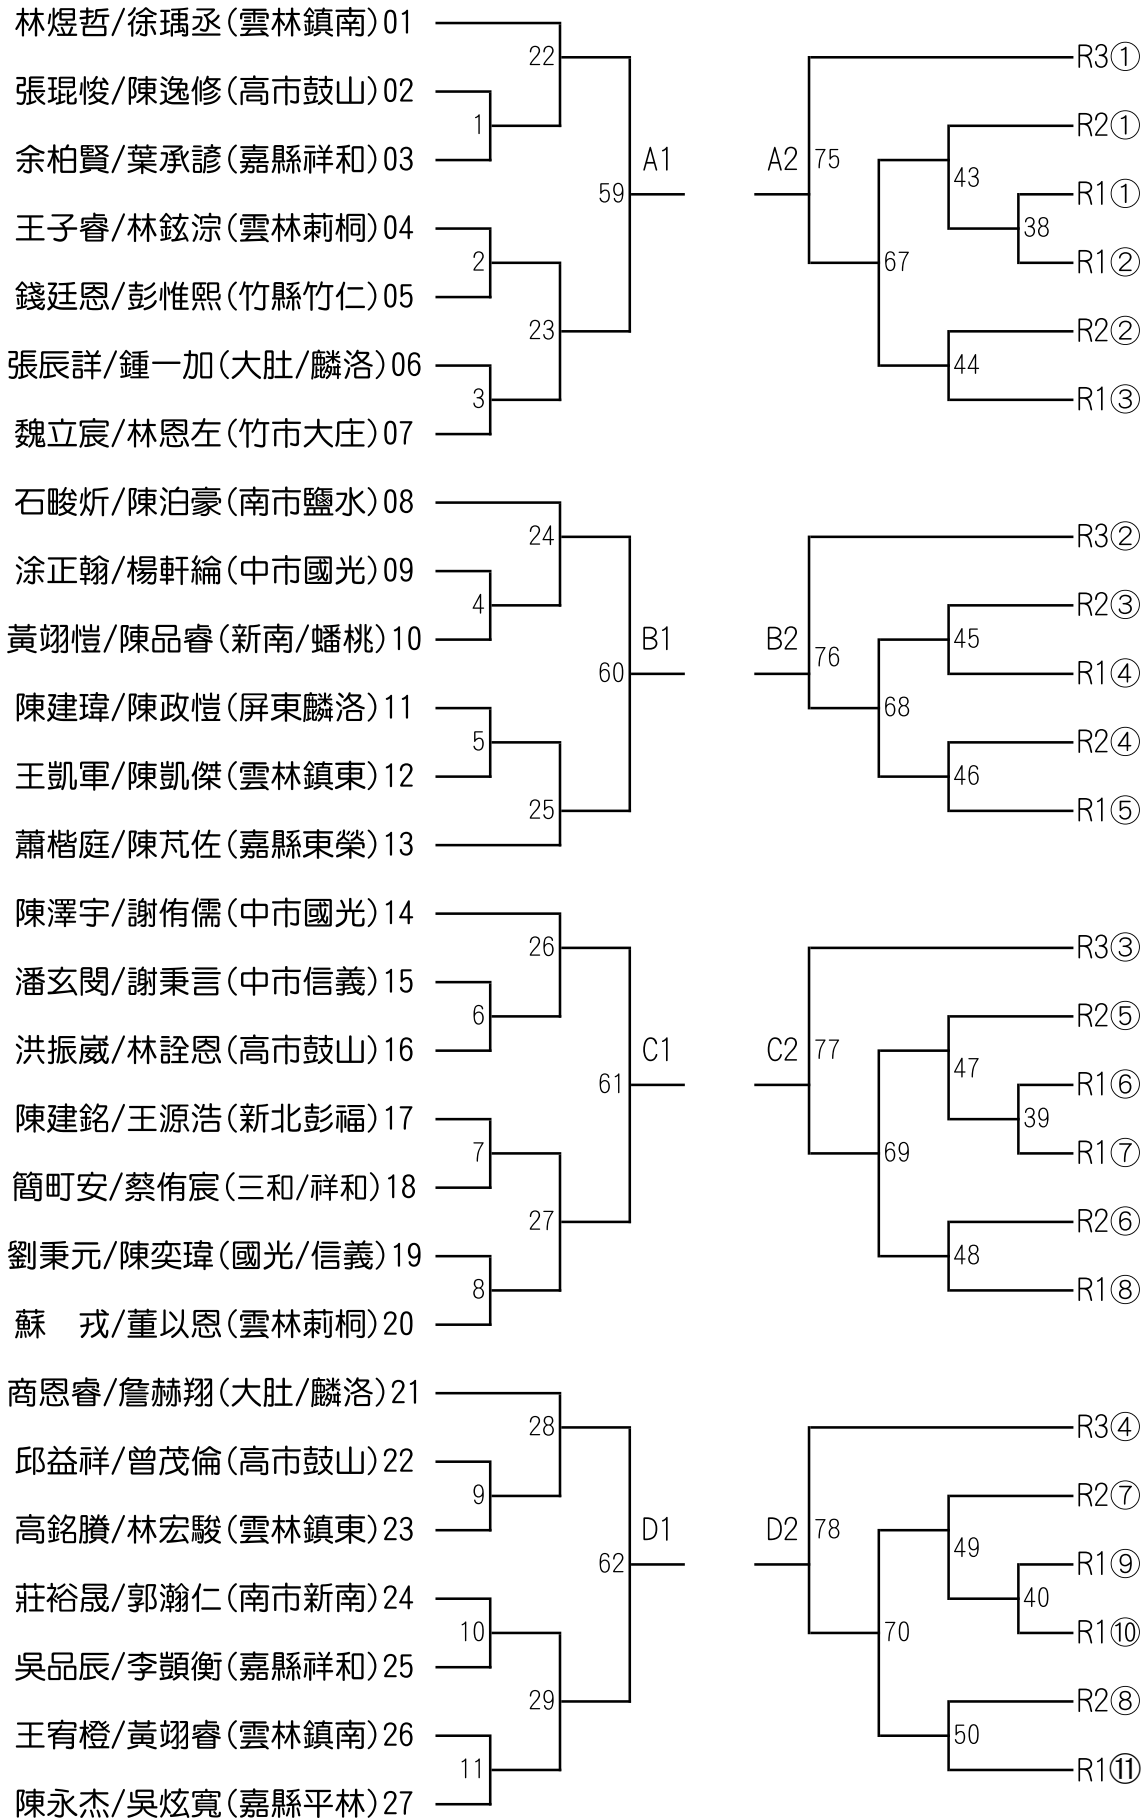 林煜哲/徐瑀丞(雲林鎮南)01
22
R3①
張琨悛/陳逸修(高市鼓山)02
1
R2①
余柏賢/葉承諺(嘉縣祥和)03
A1
A2
75
43
59
R1①
王子睿/林鉉淙(雲林莿桐)04
38
2
67
R1②
錢廷恩/彭惟熙(竹縣竹仁)05
23
R2②
張辰詳/鍾一加(大肚/麟洛)06
44
3
R1③
魏立宸/林恩左(竹市大庄)07
石畯炘/陳泊豪(南市鹽水)08
24
R3②
涂正翰/楊軒綸(中市國光)09
4
R2③
黃翊愷/陳品睿(新南/蟠桃)10
B1
B2
76
45
60
R1④
陳建瑋/陳政愷(屏東麟洛)11
68
5
R2④
王凱軍/陳凱傑(雲林鎮東)12
46
25
R1⑤
蕭楷庭/陳芃佐(嘉縣東榮)13
陳澤宇/謝侑儒(中市國光)14
26
R3③
潘玄閔/謝秉言(中市信義)15
6
R2⑤
洪振崴/林詮恩(高市鼓山)16
C1
C2
77
47
61
R1⑥
陳建銘/王源浩(新北彭福)17
39
7
69
R1⑦
簡町安/蔡侑宸(三和/祥和)18
27
R2⑥
劉秉元/陳奕瑋(國光/信義)19
48
8
R1⑧
蘇　戎/董以恩(雲林莿桐)20
商恩睿/詹赫翔(大肚/麟洛)21
28
R3④
邱益祥/曾茂倫(高市鼓山)22
9
R2⑦
高銘賸/林宏駿(雲林鎮東)23
D1
D2
78
49
62
R1⑨
莊裕晟/郭瀚仁(南市新南)24
40
10
70
R1⑩
吳品辰/李顗衡(嘉縣祥和)25
29
R2⑧
王宥橙/黃翊睿(雲林鎮南)26
50
11
R1⑪
陳永杰/吳炫寬(嘉縣平林)27